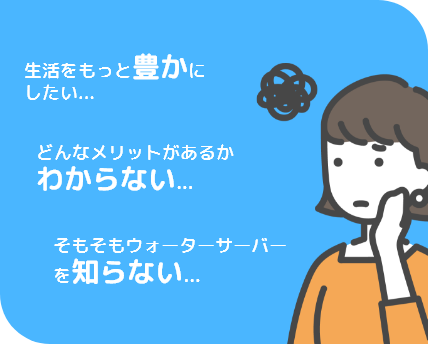 生活をもっと豊かに
したい...
どんなメリットがあるか
わからない...
そもそもウォーターサーバー
を知らない...